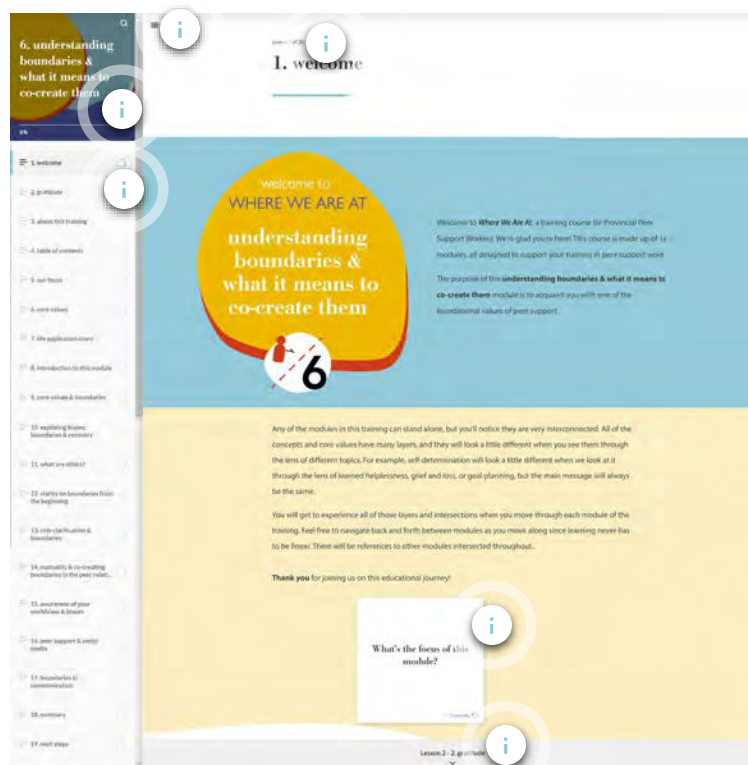 6. understanding
boundaries &
what it means to
co-create them
0%
1. welcome
2. gratitude
3. about this training
4. table of contents
5. our focus
6. core values
7. life application story
8. introduction to this module
9. core values & boundaries
10. exploring biases,
boundaries & recovery
11. what are ethics?
12. clarity on boundaries from
the beginning
13. role clarification &
boundaries
14. mutuality & co-creating
boundaries in the peer relati...
15. awareness of your
worldview & biases
16. peer support & social
media
17. boundaries in
communication
18. summary
19. next steps
1. welcome
welcome to
WHERE WE ARE AT
understanding
boundaries &
what it means to
co-create them
6
Welcome to Where We Are At, a training course for Provincial Peer
Support Workers. We're glad you're here! This course is made up of
modules, all designed to support your training in peer support work.
The purpose of this understanding boundaries & what it means to
co-create them module is to acquaint you with one of the
foundational values of peer support.
Any of the modules in this training can stand alone, but you'll notice they are very interconnected. All of the
concepts and core values have many layers, and they will look a little different when you see them through
the lens of different topics. For example, self-determination will look a little different when we look at it
through the lens of learned helplessness, grief and loss, or goal planning, but the main message will always
be the same.
You will get to experience all of those layers and intersections when you move through each module of the
training. Feel free to navigate back and forth between modules as you move along since learning never has
to be linear. There will be references to other modules intersected throughout.
Thank you for joining us on this educational journey!
What's the focus of this
module?
Lesson 2 - 2. gratitude
i
i
i
i
i
i